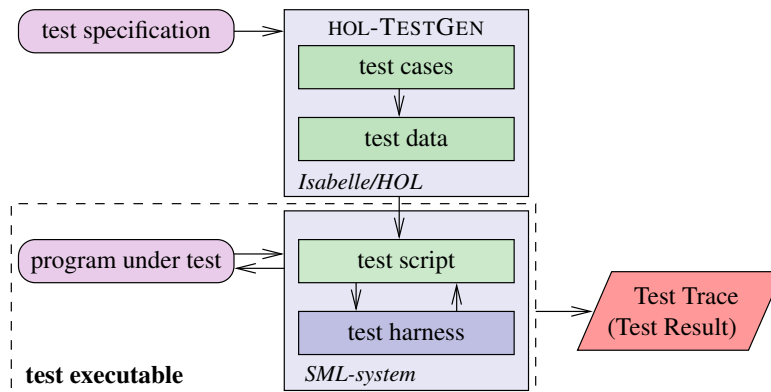 test specification
HOL-TESTGEN
test cases
test data
Isabelle/HOL
program under test
test script
test harness
test executable
SML-system
Test Trace
(Test Result)